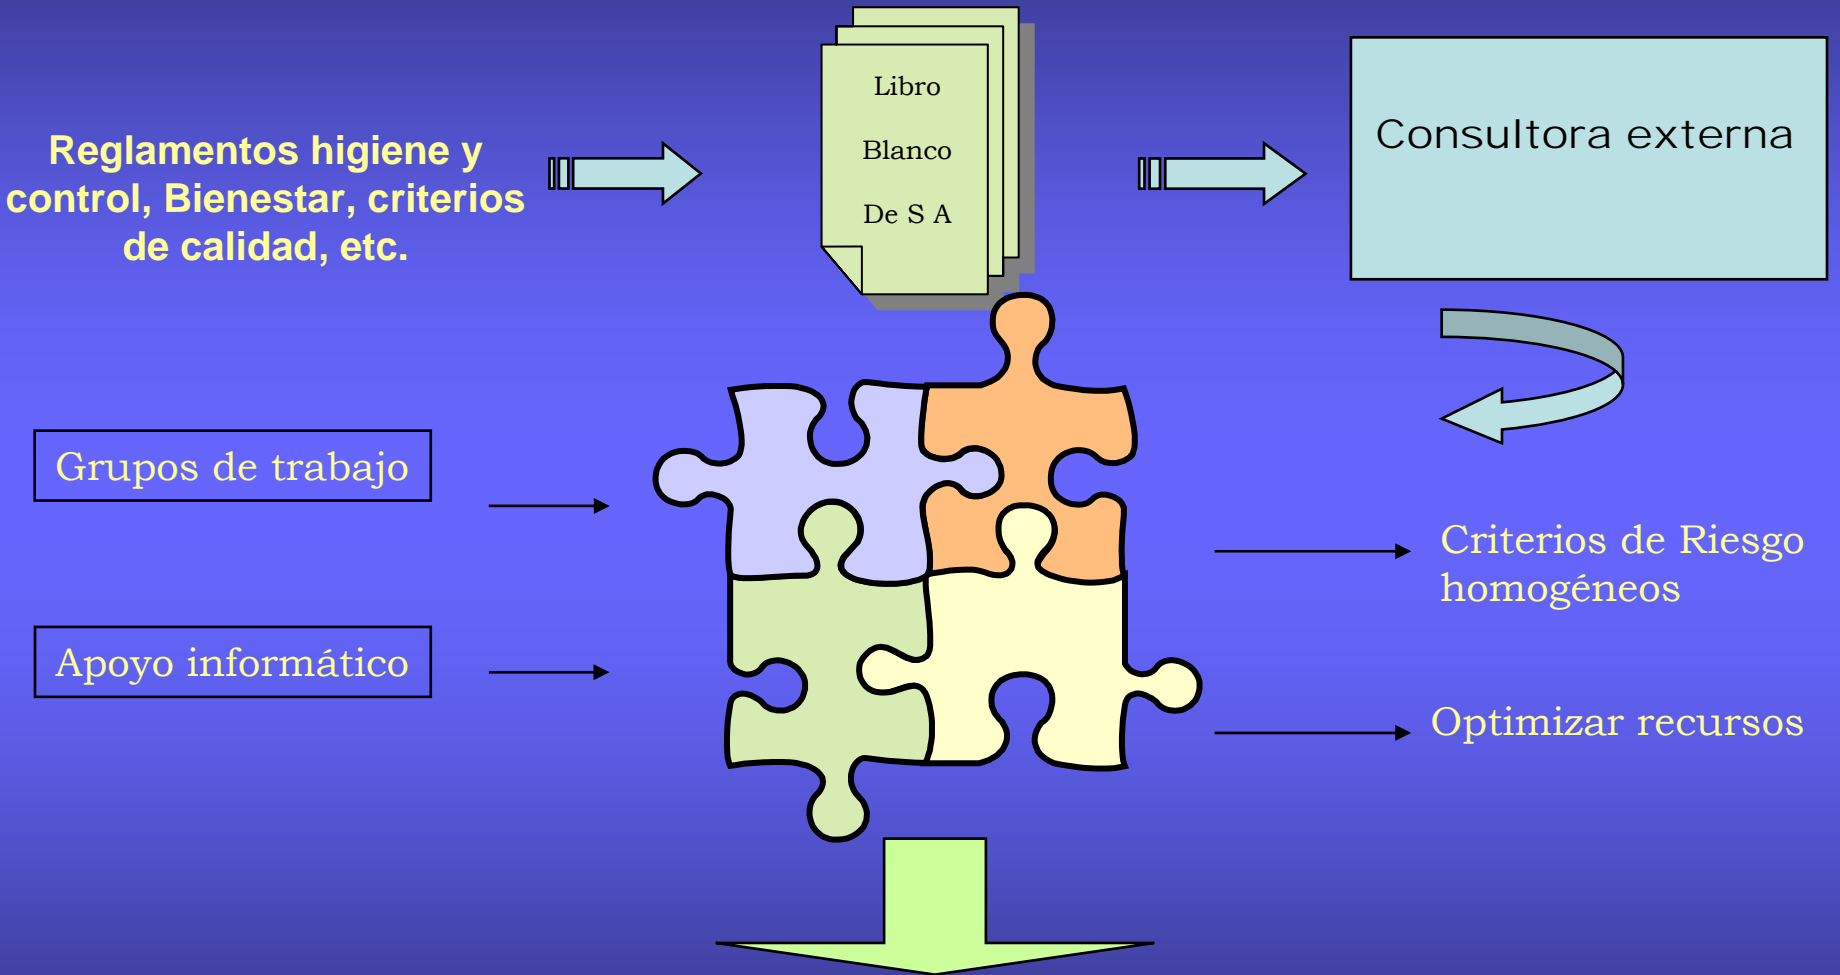 Reglamentos higiene y
control, Bienestar, criterios
de calidad, etc.
Libro
Blanco
De S A
Consultora externa
Grupos de trabajo
Apoyo informático
Criterios de Riesgo
homogéneos
Optimizar recursos